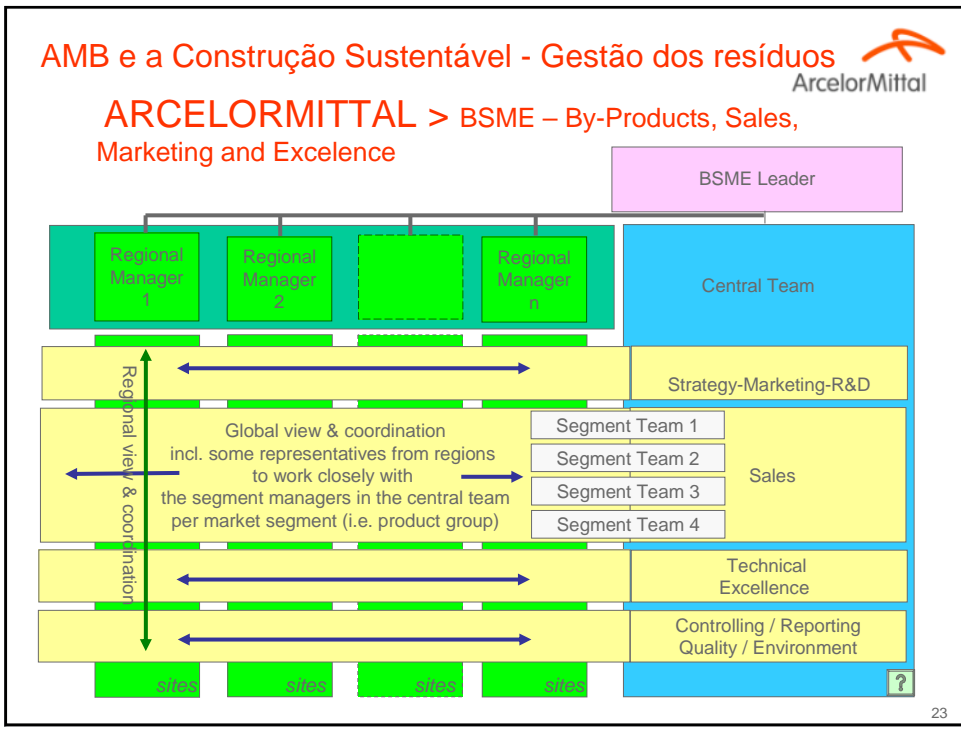 AMB e a Construção Sustentável - Gestão dos resíduos
ArcelorMittal
ARCELORMITTAL > BSME – By-Products, Sales,
Marketing and Excelence
BSME Leader
Regional
Manager
1
Regional
Manager
2
Regional
Manager
n
Central Team
Regional view & coordination
Strategy-Marketing-R&D
Global view & coordination
incl. some representatives from regions
to work closely with
the segment managers in the central team
per market segment (i.e. product group)
Segment Team 1
Segment Team 2
Segment Team 3
Segment Team 4
Sales
Technical
Excellence
Controlling / Reporting
Quality / Environment
sites
sites
sites
sites
?
23